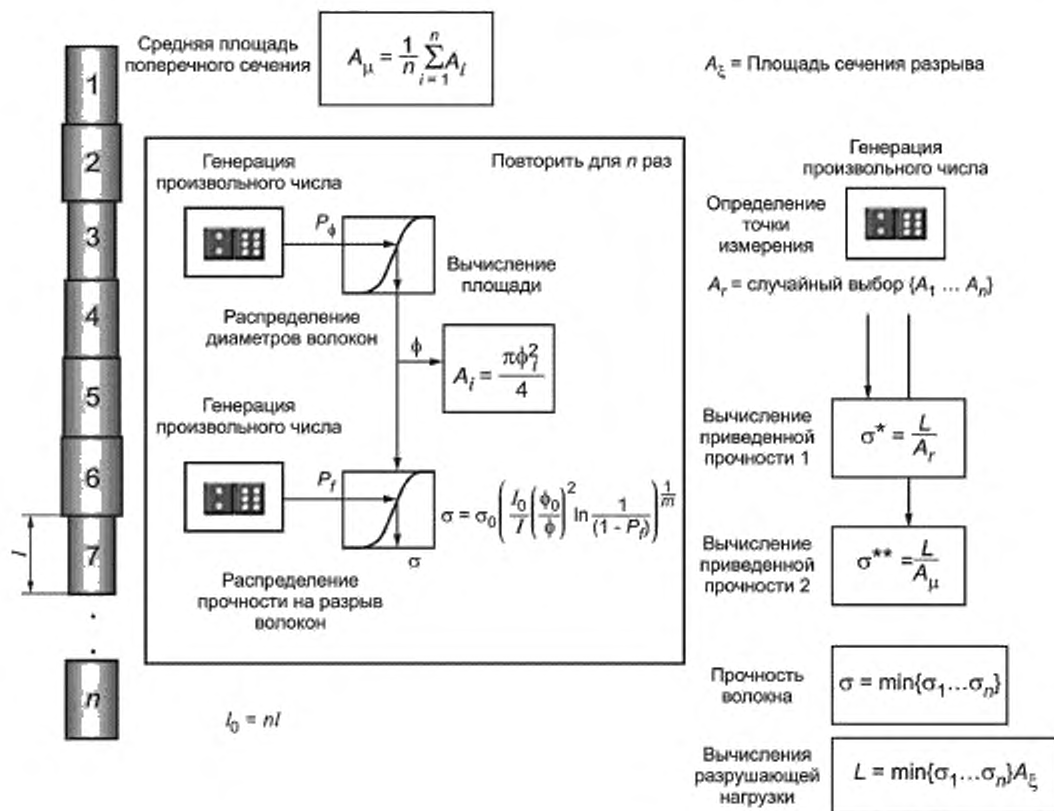 Средняя площадь
поперечного сечения
A_μ = 1/n ∑_{i=1}^{n} A_i
A_ξ = Площадь сечения разрыва
1
2
3
4
5
6
7
l
.
.
n
l_0 = nl
Повторить для n раз
Генерация
произвольного числа
P_ϕ
Вычисление
площади
Распределение
диаметров волокон
ϕ
A_i = πϕ_i^2/4
Генерация
произвольного числа
P_f
σ = σ_0 ( l_0/l (ϕ_0/ϕ)^2 ln 1/(1 - P_f) )^{1/m}
σ
Распределение
прочности на разрыв
волокон
Генерация
произвольного числа
Определение
точки
измерения
A_r = случайный выбор {A_1 ... A_n}
Вычисление
приведенной
прочности 1
σ* = L/A_r
Вычисление
приведенной
прочности 2
σ** = L/A_μ
Прочность
волокна
σ = min{σ_1...σ_n}
Вычисления
разрушающей
нагрузки
L = min{σ_1...σ_n}A_ξ